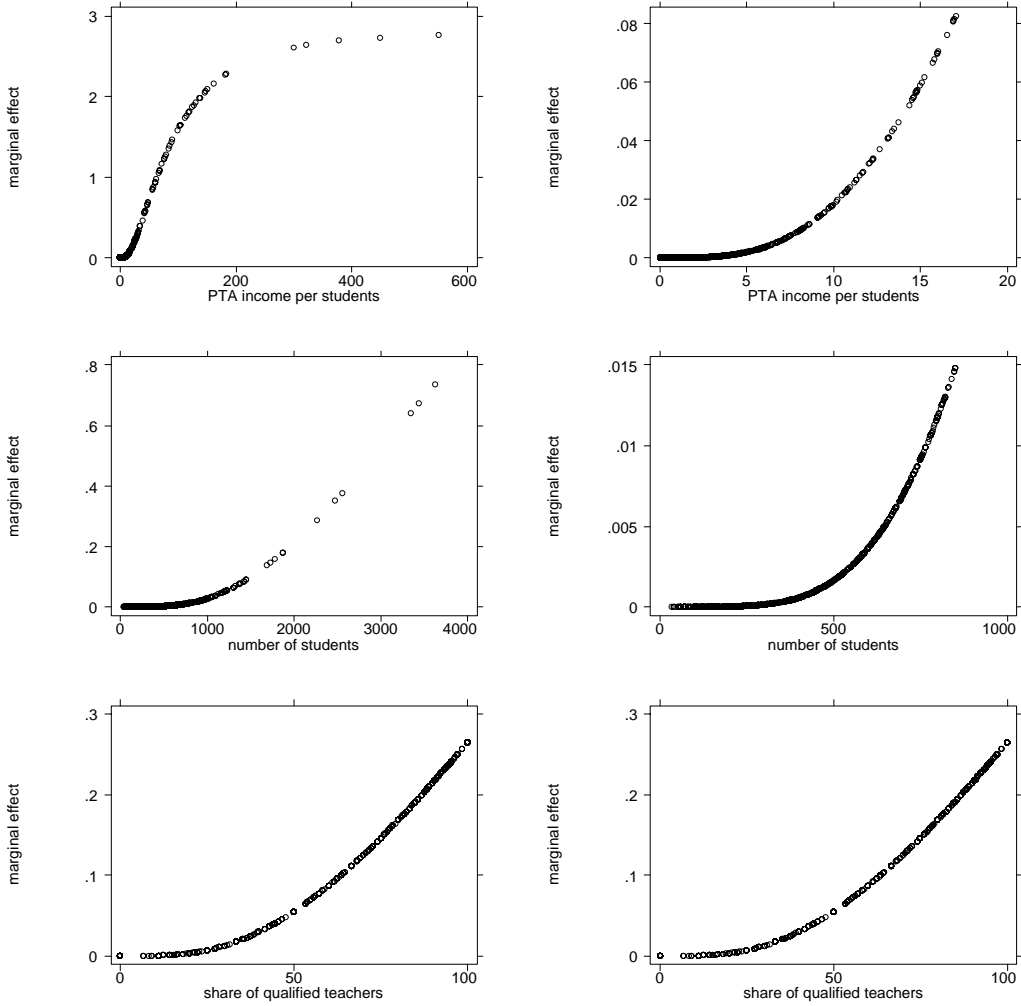 marginal effect
3
2
1
0
0 200 400 600
PTA income per students
marginal effect
.08
.06
.04
.02
0
0 5 10 15 20
PTA income per students
marginal effect
.8
.6
.4
.2
0
0 1000 2000 3000 4000
number of students
marginal effect
.015
.01
.005
0
0 500 1000
number of students
marginal effect
.3
.2
.1
0
0 50 100
share of qualified teachers
marginal effect
.3
.2
.1
0
0 50 100
share of qualified teachers